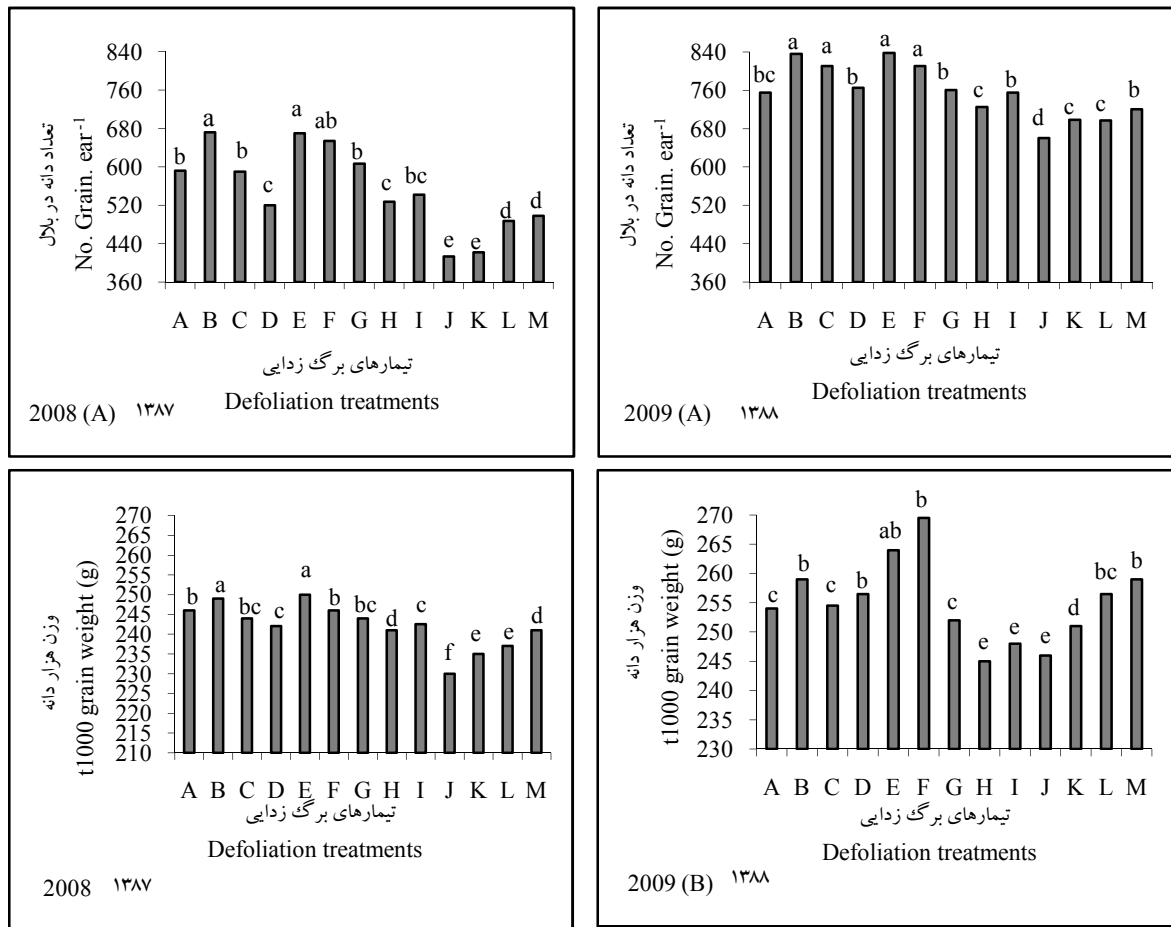 تعداد دانه در بلال
No. Grain. ear-1
840
760
680
600
520
440
360
b a b c a ab b c bc e e d d
A B C D E F G H I J K L M
تیمارهای برگ زدایی
Defoliation treatments
2008 (A) ۱۳۸۷
تعداد دانه در بلال
No. Grain. ear-1
840
760
680
600
520
440
360
bc a a b a a b c b d c c b
A B C D E F G H I J K L M
تیمارهای برگ زدایی
Defoliation treatments
2009 (A) ۱۳۸۸
وزن هزار دانه
t1000 grain weight (g)
270
265
260
255
250
245
240
235
230
225
220
215
210
b a bc c a b bc d c f e e d
A B C D E F G H I J K L M
تیمارهای برگ زدایی
Defoliation treatments
2008 ۱۳۸۷
وزن هزار دانه
t1000 grain weight (g)
270
265
260
255
250
245
240
235
230
c b c b ab b c e e e d bc b
A B C D E F G H I J K L M
تیمارهای برگ زدایی
Defoliation treatments
2009 (B) ۱۳۸۸